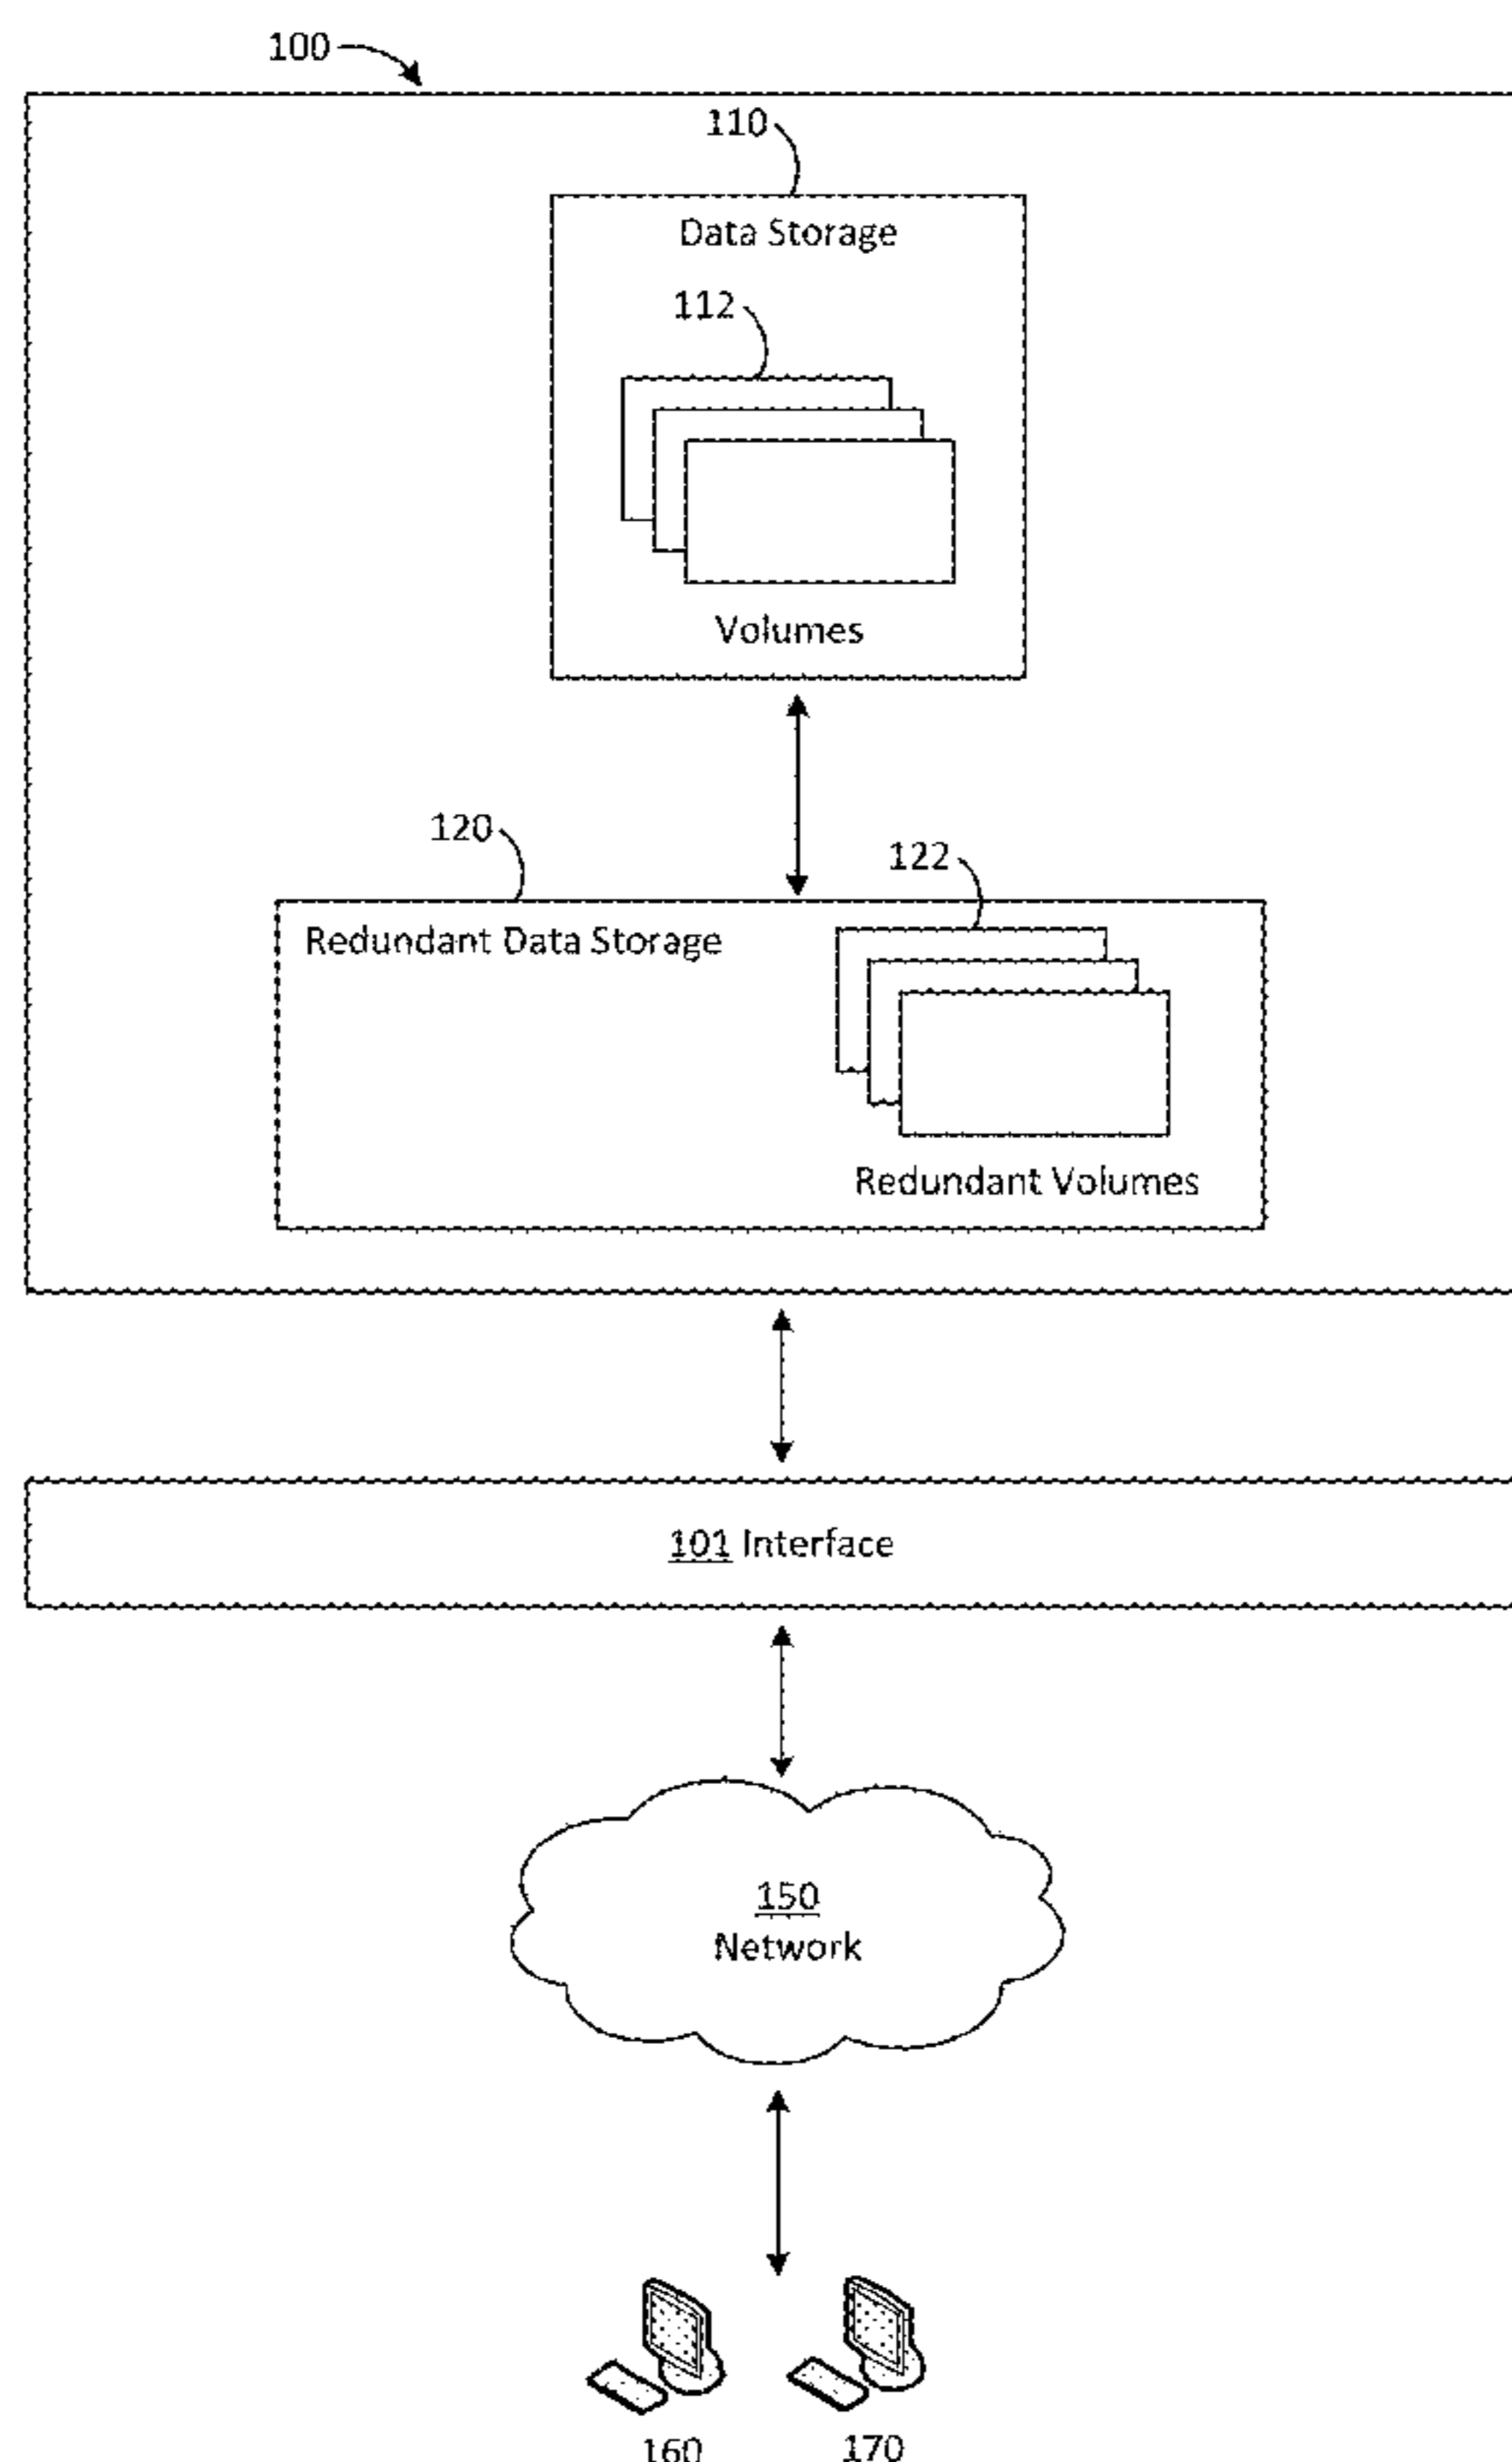 100
110
Data Storage
112
Volumes
120
122
Redundant Data Storage
Redundant Volumes
101 Interface
150
Network
160
170